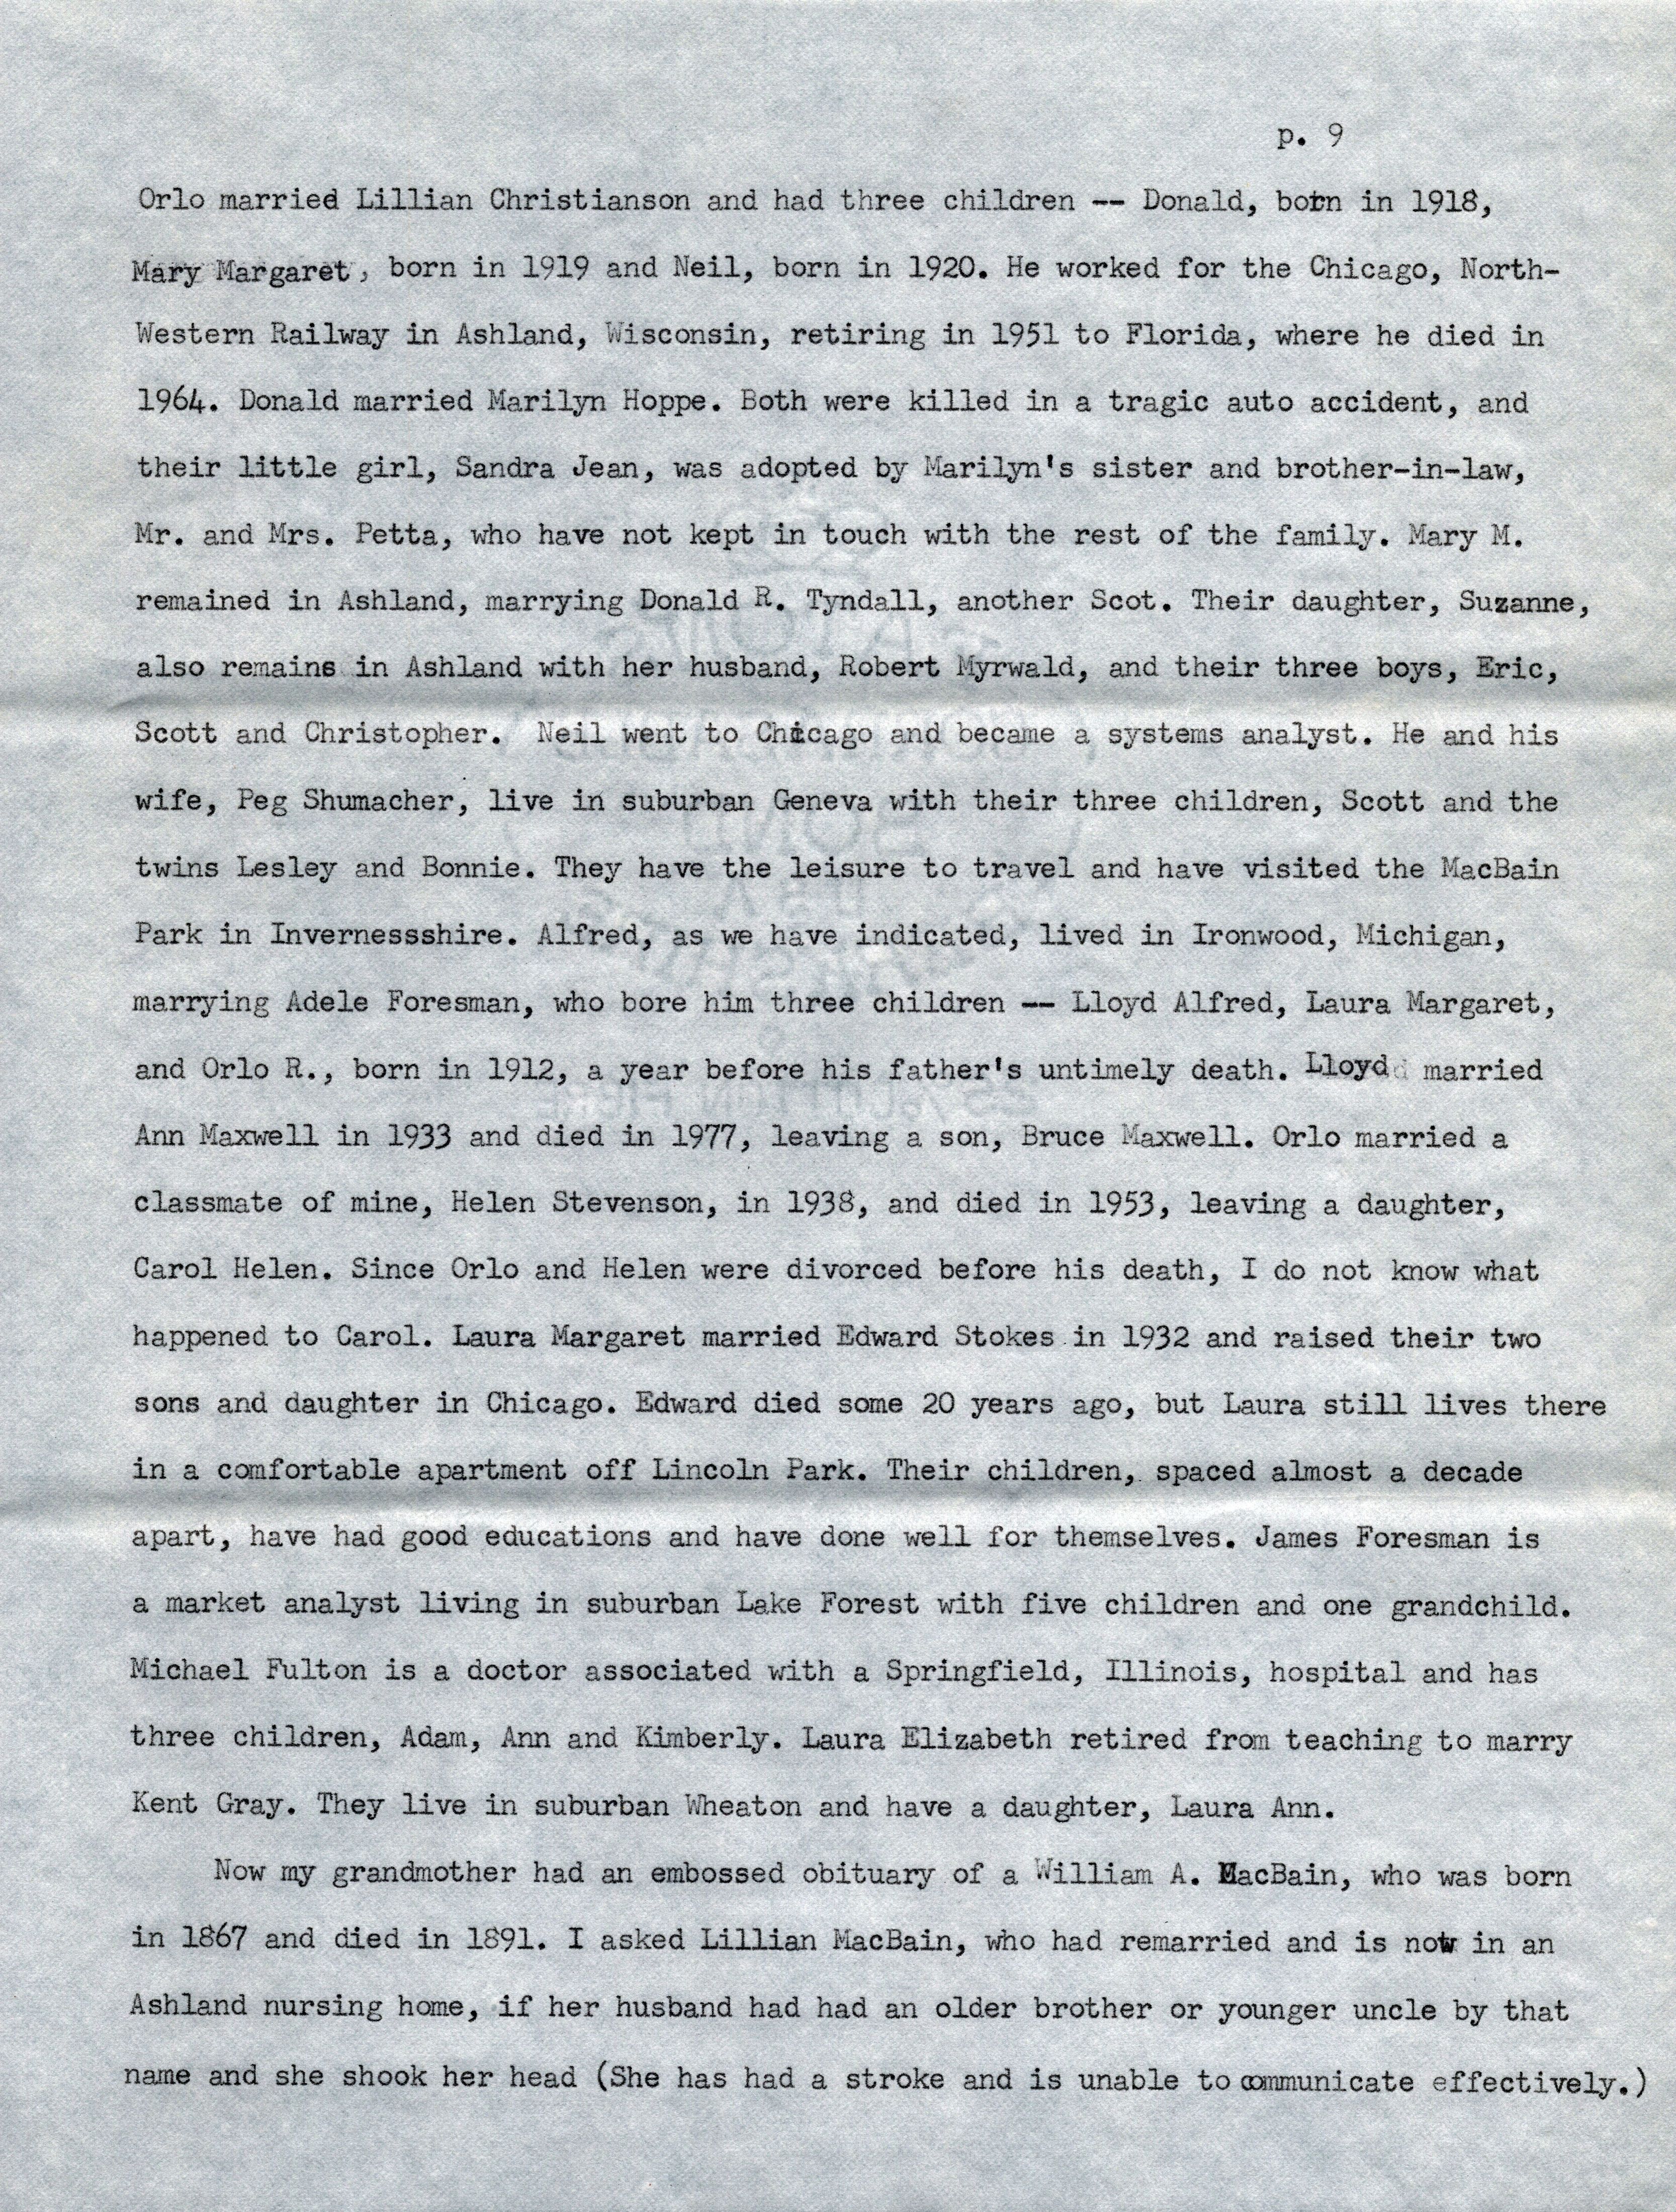 p. 9
Orlo married Lillian Christianson and had three children -- Donald, born in 1918,
Mary Margaret, born in 1919 and Neil, born in 1920. He worked for the Chicago, North-
Western Railway in Ashland, Wisconsin, retiring in 1951 to Florida, where he died in
1964. Donald married Marilyn Hoppe. Both were killed in a tragic auto accident, and
their little girl, Sandra Jean, was adopted by Marilyn's sister and brother-in-law,
Mr. and Mrs. Petta, who have not kept in touch with the rest of the family. Mary M.
remained in Ashland, marrying Donald R. Tyndall, another Scot. Their daughter, Suzanne,
also remains in Ashland with her husband, Robert Myrwald, and their three boys, Eric,
Scott and Christopher. Neil went to Chicago and became a systems analyst. He and his
wife, Peg Shumacher, live in suburban Geneva with their three children, Scott and the
twins Lesley and Bonnie. They have the leisure to travel and have visited the MacBain
Park in Invernessshire. Alfred, as we have indicated, lived in Ironwood, Michigan,
marrying Adele Foresman, who bore him three children -- Lloyd Alfred, Laura Margaret,
and Orlo R., born in 1912, a year before his father's untimely death. Lloyd married
Ann Maxwell in 1933 and died in 1977, leaving a son, Bruce Maxwell. Orlo married a
classmate of mine, Helen Stevenson, in 1938, and died in 1953, leaving a daughter,
Carol Helen. Since Orlo and Helen were divorced before his death, I do not know what
happened to Carol. Laura Margaret married Edward Stokes in 1932 and raised their two
sons and daughter in Chicago. Edward died some 20 years ago, but Laura still lives there
in a comfortable apartment off Lincoln Park. Their children, spaced almost a decade
apart, have had good educations and have done well for themselves. James Foresman is
a market analyst living in suburban Lake Forest with five children and one grandchild.
Michael Fulton is a doctor associated with a Springfield, Illinois, hospital and has
three children, Adam, Ann and Kimberly. Laura Elizabeth retired from teaching to marry
Kent Gray. They live in suburban Wheaton and have a daughter, Laura Ann.
Now my grandmother had an embossed obituary of a William A. MacBain, who was born
in 1867 and died in 1891. I asked Lillian MacBain, who had remarried and is now in an
Ashland nursing home, if her husband had had an older brother or younger uncle by that
name and she shook her head (She has had a stroke and is unable to communicate effectively.)